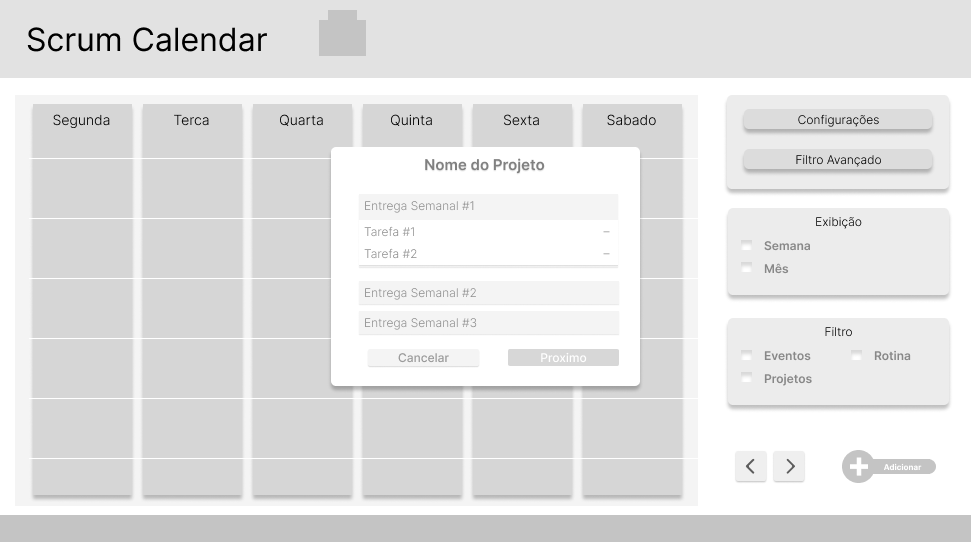 Scrum Calendar
Segunda Terca Quarta Quinta Sexta Sabado
Nome do Projeto
Entrega Semanal #1
Tarefa #1 –
Tarefa #2 –
Entrega Semanal #2
Entrega Semanal #3
Cancelar Proximo
Configurações
Filtro Avançado
Exibição
Semana
Mês
Filtro
Eventos Rotina
Projetos
Adicionar